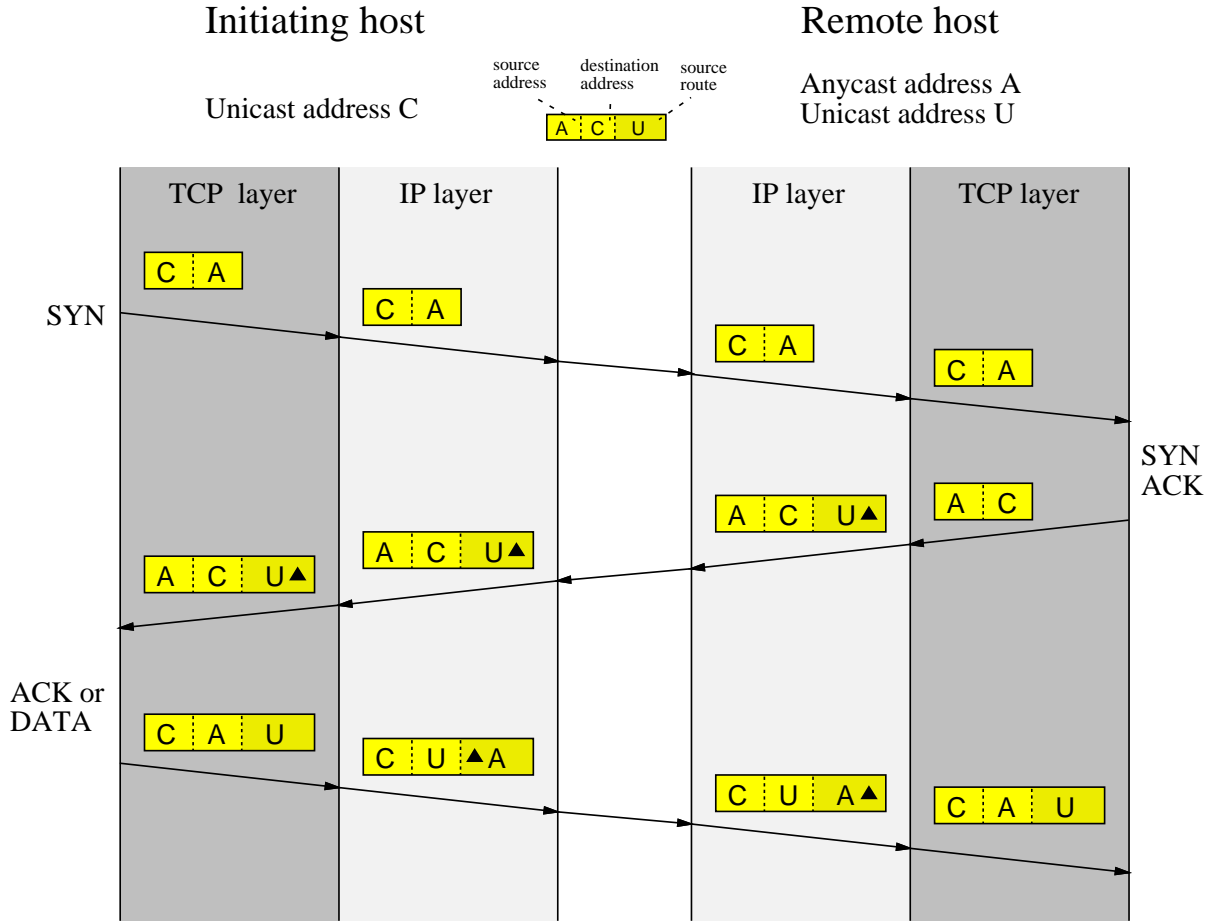 Initiating host
Remote host
source
address
destination
address
source
route
Unicast address C
Anycast address A
Unicast address U
A C U
TCP layer
IP layer
IP layer
TCP layer
C A
SYN
C A
C A
C A
SYN
ACK
A C
A C U▲
A C U▲
A C U▲
ACK or
DATA
C A U
C U ▲A
C U A▲
C A U